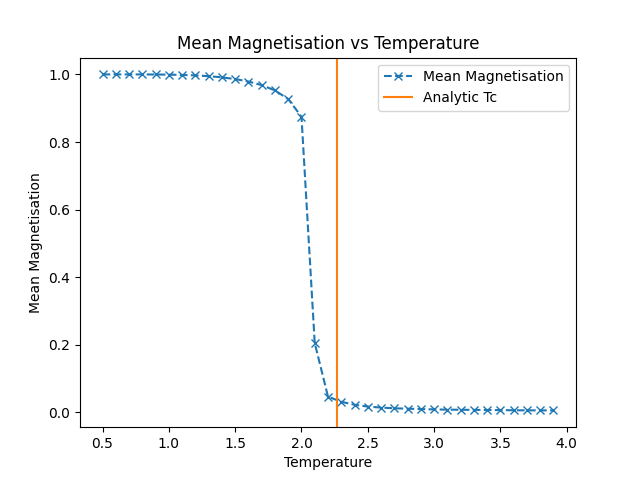 Mean Magnetisation vs Temperature
Mean Magnetisation
Analytic Tc
1.0
0.8
0.6
0.4
0.2
0.0
Mean Magnetisation
0.5 1.0 1.5 2.0 2.5 3.0 3.5 4.0
Temperature